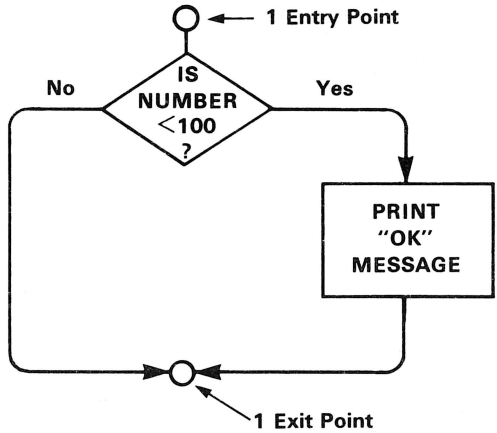 1 Entry Point
IS
NUMBER
<100
?
No
Yes
PRINT
"OK"
MESSAGE
1 Exit Point